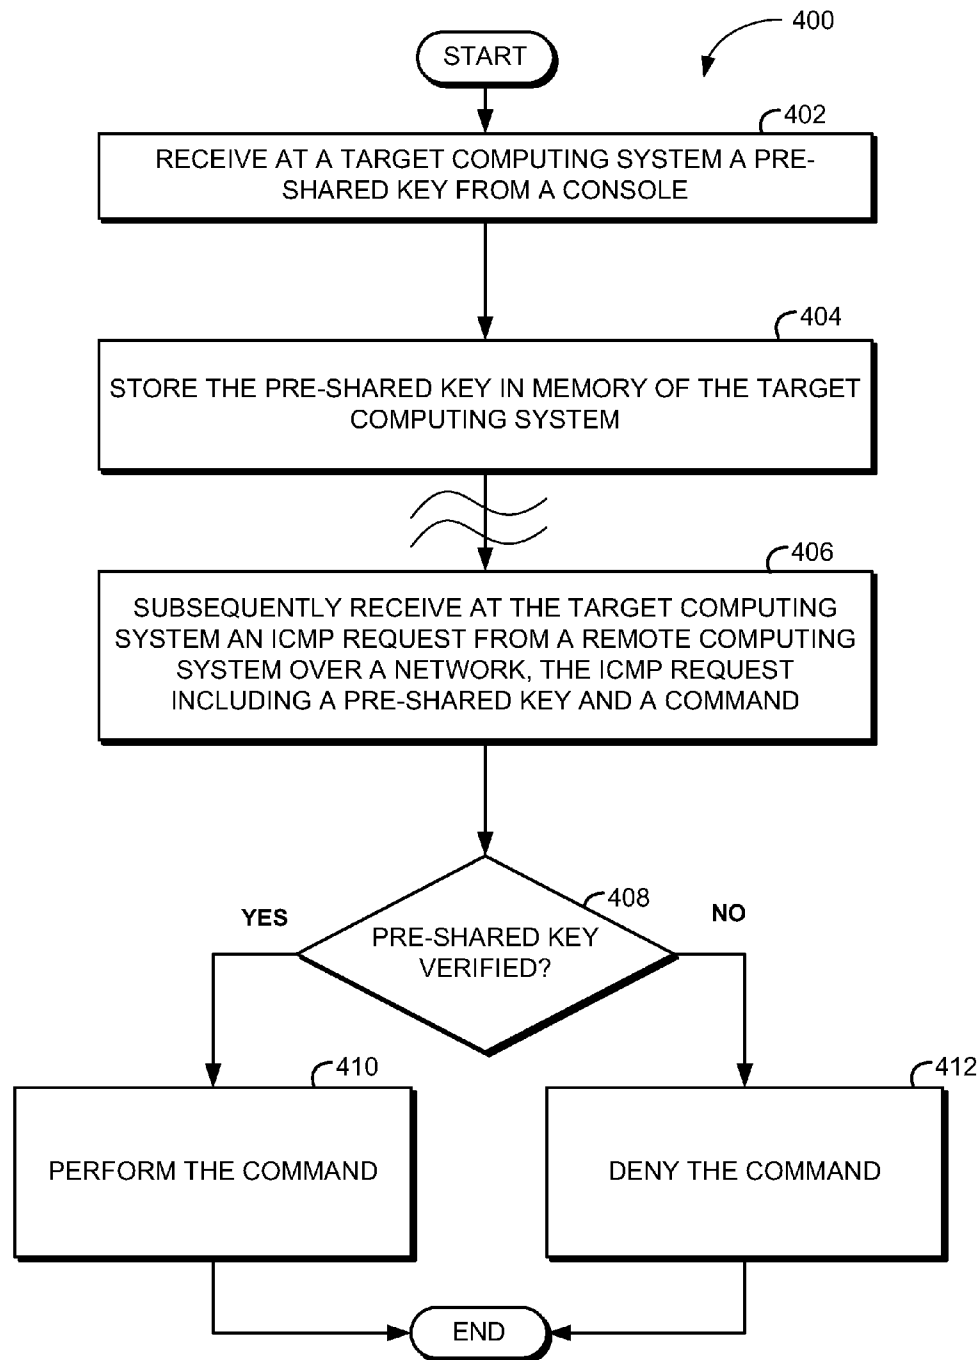 400
START
402
RECEIVE AT A TARGET COMPUTING SYSTEM A PRE-
SHARED KEY FROM A CONSOLE
404
STORE THE PRE-SHARED KEY IN MEMORY OF THE TARGET
COMPUTING SYSTEM
406
SUBSEQUENTLY RECEIVE AT THE TARGET COMPUTING
SYSTEM AN ICMP REQUEST FROM A REMOTE COMPUTING
SYSTEM OVER A NETWORK, THE ICMP REQUEST
INCLUDING A PRE-SHARED KEY AND A COMMAND
408
YES
NO
PRE-SHARED KEY
VERIFIED?
410
412
PERFORM THE COMMAND
DENY THE COMMAND
END